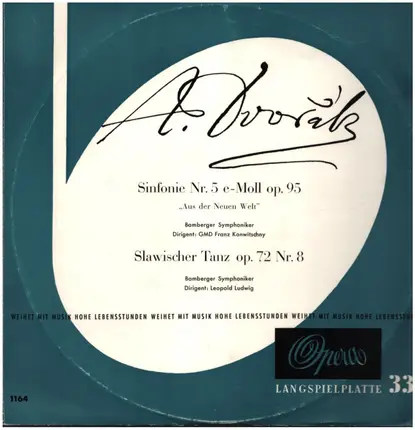 A. Dvořák
Sinfonie Nr. 5 e-Moll op. 95
„Aus der Neuen Welt"
Bamberger Symphoniker
Dirigent: GMD Franz Konwitschny
Slawischer Tanz op. 72 Nr. 8
Bamberger Symphoniker
Dirigent: Leopold Ludwig
WEIHET MIT MUSIK HOHE LEBENSSTUNDEN WEIHET MIT MUSIK HOHE LEBENSSTUNDEN WEIHET MIT MUSIK HOHE LEBENSSTUN
Opera
LANGSPIELPLATTE 33
1164